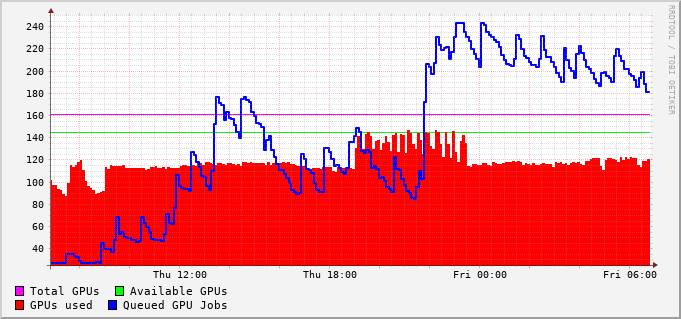 240
220
200
180
160
140
120
100
80
60
40
Thu 12:00 Thu 18:00 Fri 00:00 Fri 06:00
Total GPUs Available GPUs
GPUs used Queued GPU Jobs
RRDTOOL / TOBI OETIKER